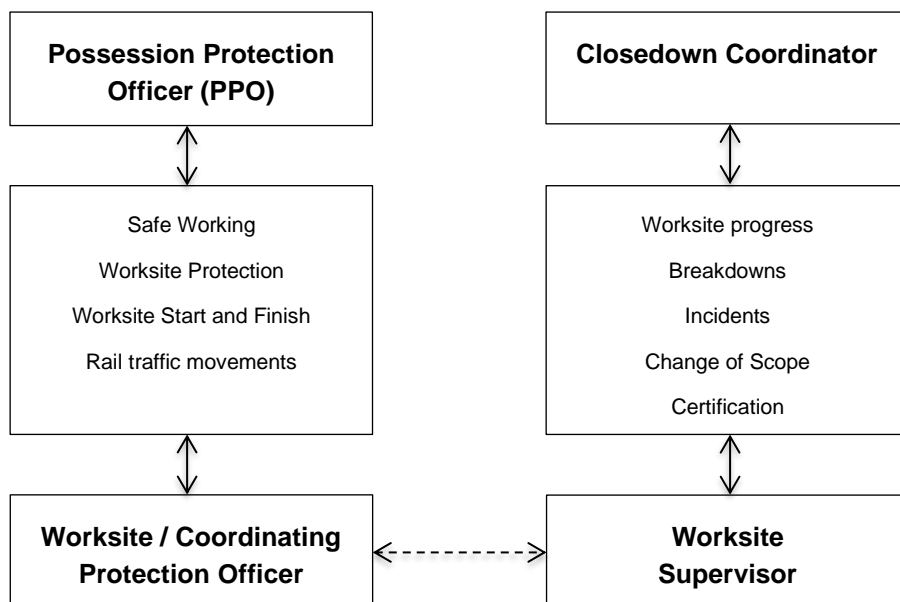 Possession Protection
Officer (PPO)
Closedown Coordinator
Safe Working
Worksite Protection
Worksite Start and Finish
Rail traffic movements
Worksite progress
Breakdowns
Incidents
Change of Scope
Certification
Worksite / Coordinating
Protection Officer
Worksite
Supervisor